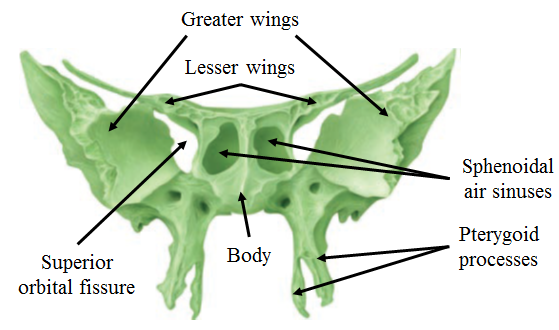 Greater wings
Lesser wings
Sphenoidal
air sinuses
Pterygoid
processes
Body
Superior
orbital fissure